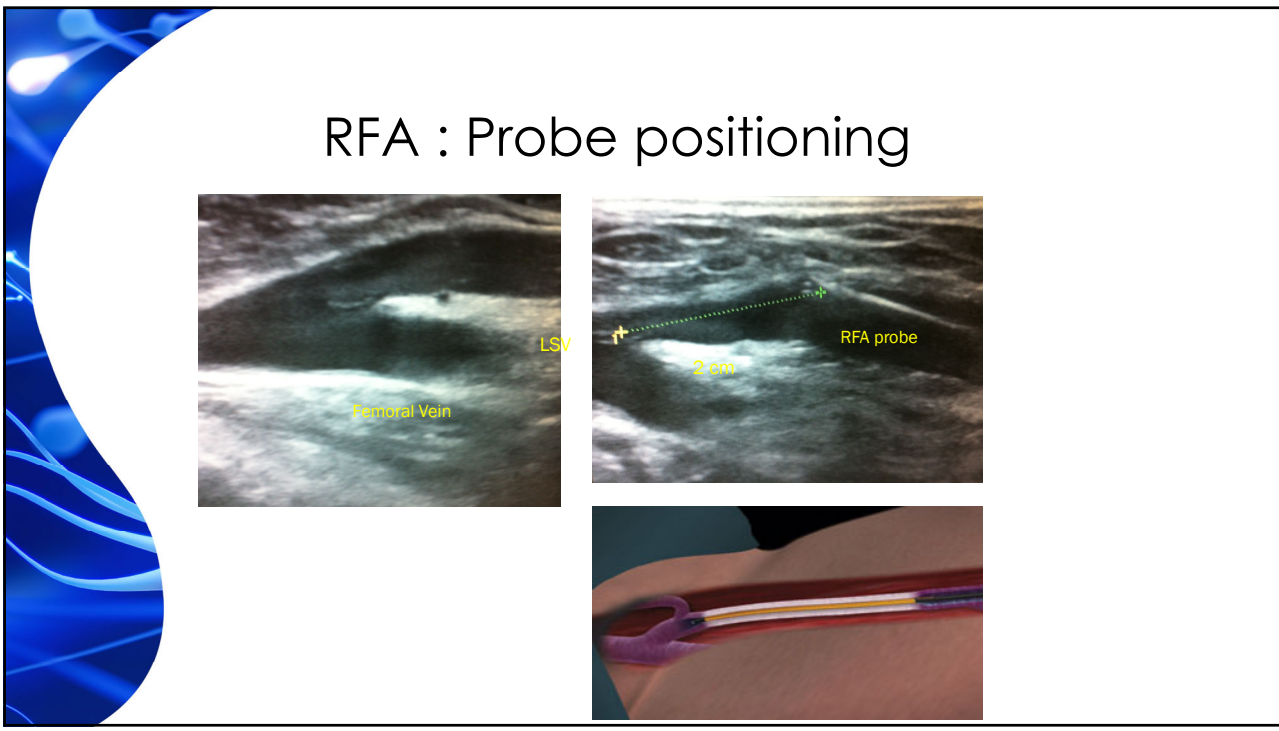 RFA : Probe positioning
LSV
Femoral Vein
RFA probe
2 cm